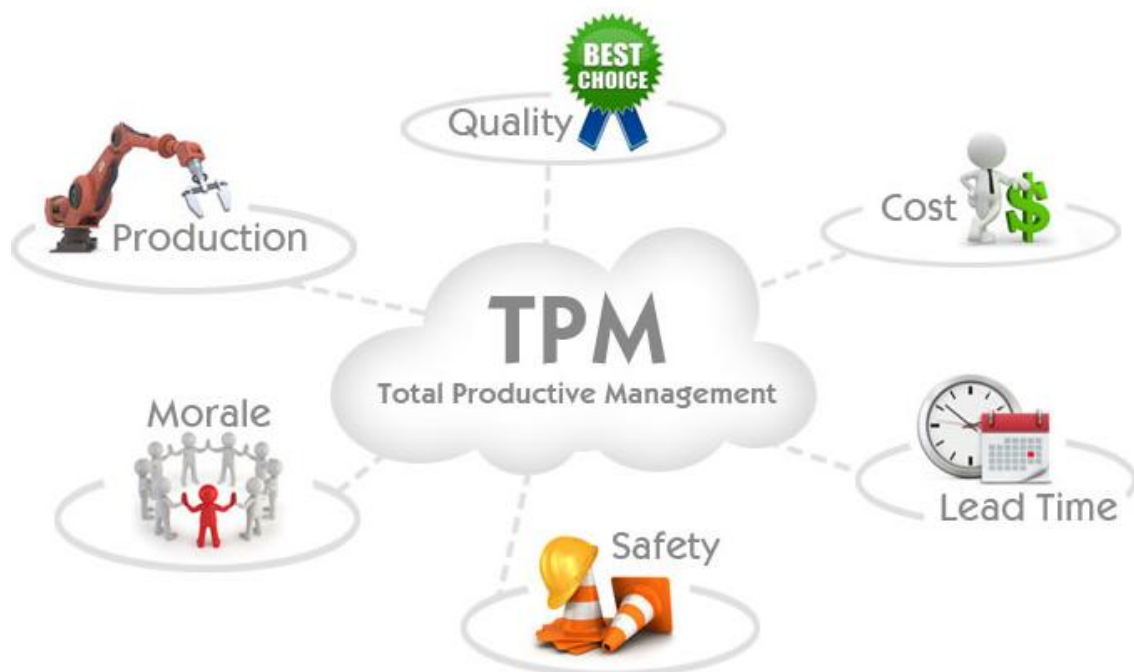 BEST
CHOICE
Quality
Production
Cost
TPM
Total Productive Management
Morale
Lead Time
Safety